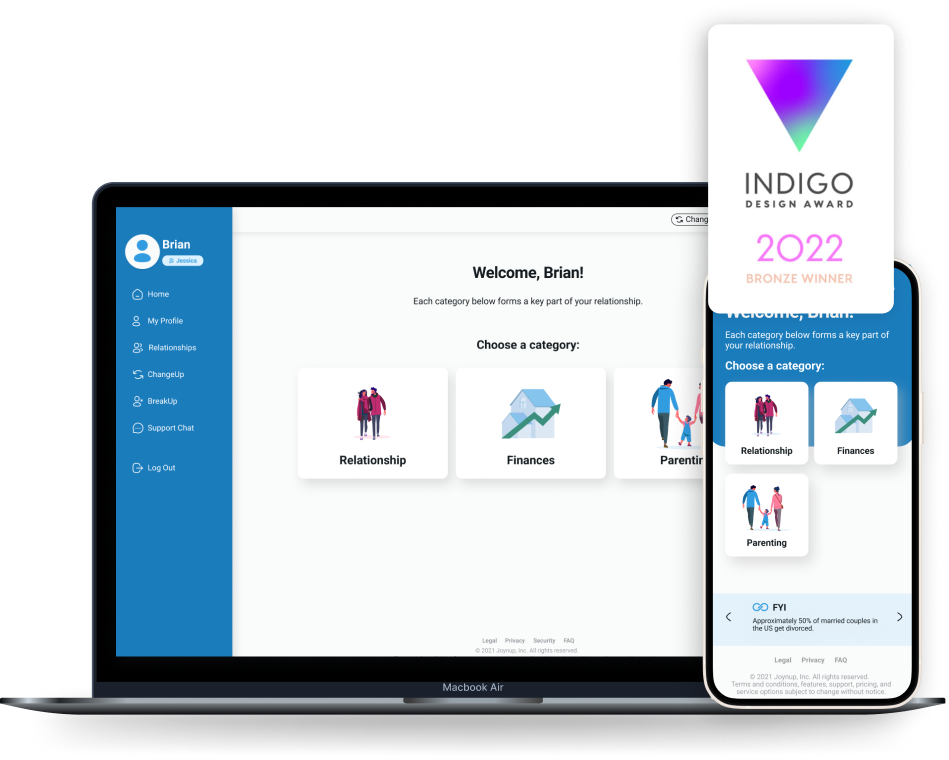 INDIGO
DESIGN AWARD
2022
BRONZE WINNER
Brian
Jessica
Home
My Profile
Relationships
ChangeUp
BreakUp
Support Chat
Log Out
Welcome, Brian!
Each category below forms a key part of your relationship.
Choose a category:
Relationship
Finances
Legal Privacy Security FAQ
© 2021 Joynup, Inc. All rights reserved.
Macbook Air
Welcome, Brian!
Each category below forms a key part of
your relationship.
Choose a category:
Relationship
Finances
Parenting
FYI
Approximately 50% of married couples in
the US get divorced.
Legal Privacy FAQ
© 2021 Joynup, Inc. All rights reserved.
Terms and conditions, features, support, pricing, and
service options subject to change without notice.